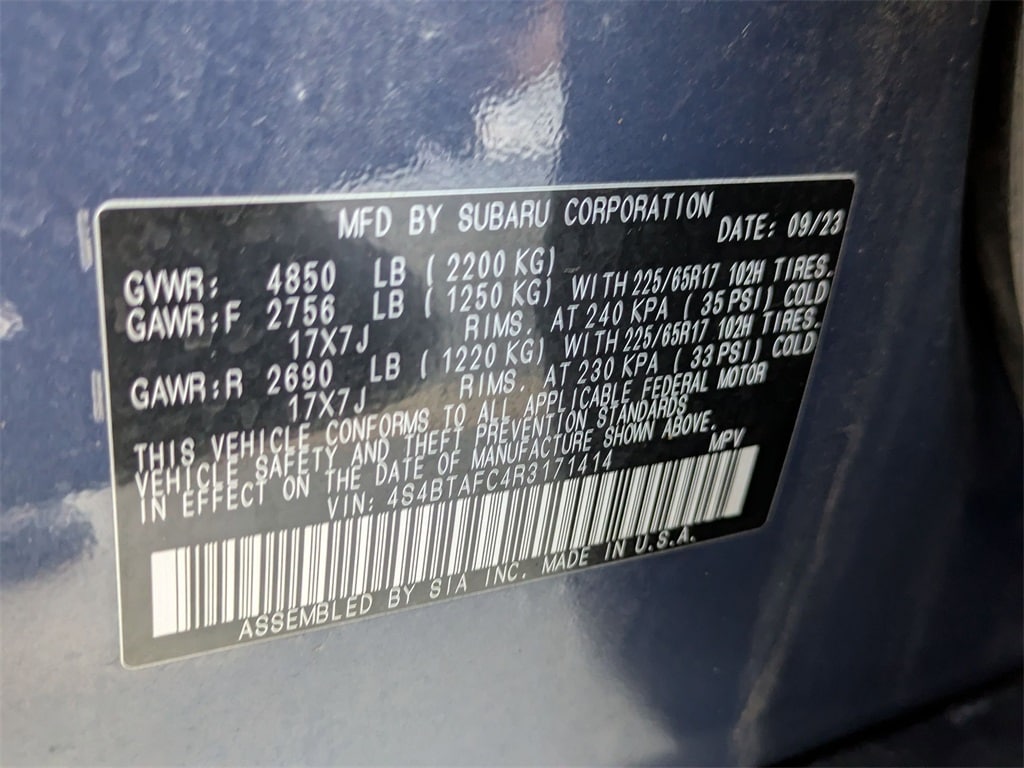 MFD BY SUBARU CORPORATION
DATE: 09/23
GVWR: 4850 LB ( 2200 KG)
GAWR:F 2756 LB ( 1250 KG) WITH 225/65R17 102H TIRES.
17X7J RIMS. AT 240 KPA ( 35 PSI) COLD
GAWR:R 2690 LB ( 1220 KG) WITH 225/65R17 102H TIRES.
17X7J RIMS. AT 230 KPA ( 33 PSI) COLD
THIS VEHICLE CONFORMS TO ALL APPLICABLE FEDERAL MOTOR
VEHICLE SAFETY AND THEFT PREVENTION STANDARDS
IN EFFECT ON THE DATE OF MANUFACTURE SHOWN ABOVE.
VIN: 4S4BTAFC4R3171414 MPV
ASSEMBLED BY SIA INC. MADE IN U.S.A.